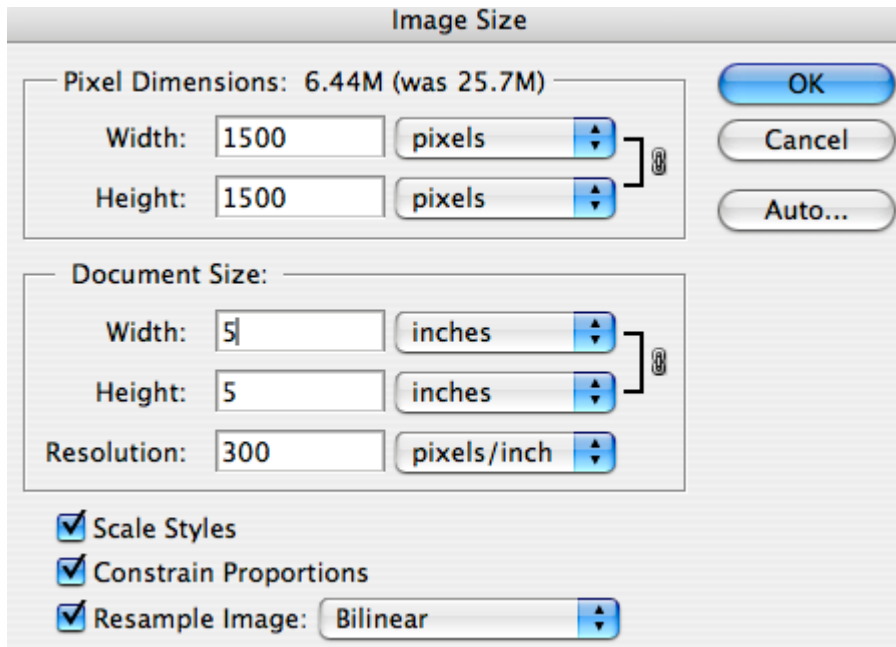 Image Size
Pixel Dimensions: 6.44M (was 25.7M)
OK
Width: 1500 pixels
Cancel
Height: 1500 pixels
Auto...
Document Size:
Width: 5 inches
Height: 5 inches
Resolution: 300 pixels/inch
Scale Styles
Constrain Proportions
Resample Image: Bilinear